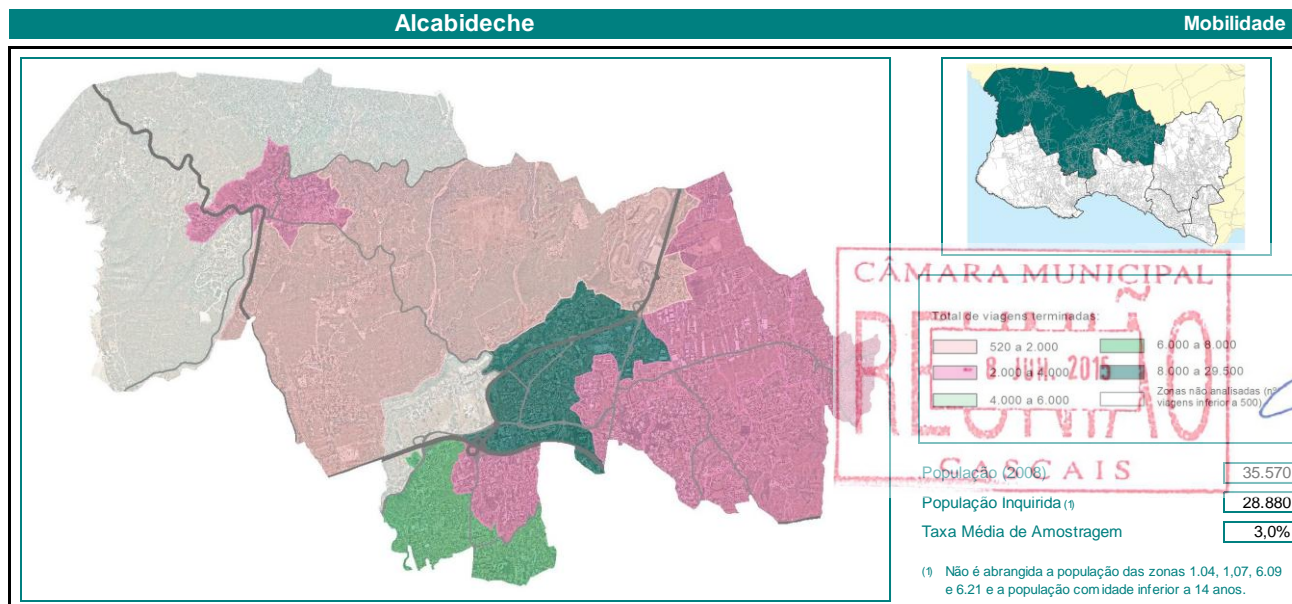 Alcabideche
Mobilidade
CÂMARA MUNICIPAL
REUNIÃO
8 JUN. 2015
CASCAIS
Total de viagens terminadas:
520 a 2.000
6.000 a 8.000
2.000 a 4.000
8.000 a 29.500
4.000 a 6.000
Zonas não analisadas (nº
viagens inferior a 500)
População (2008) 35.570
População Inquirida (1) 28.880
Taxa Média de Amostragem 3,0%
(1) Não é abrangida a população das zonas 1.04, 1,07, 6.09
e 6.21 e a população com idade inferior a 14 anos.